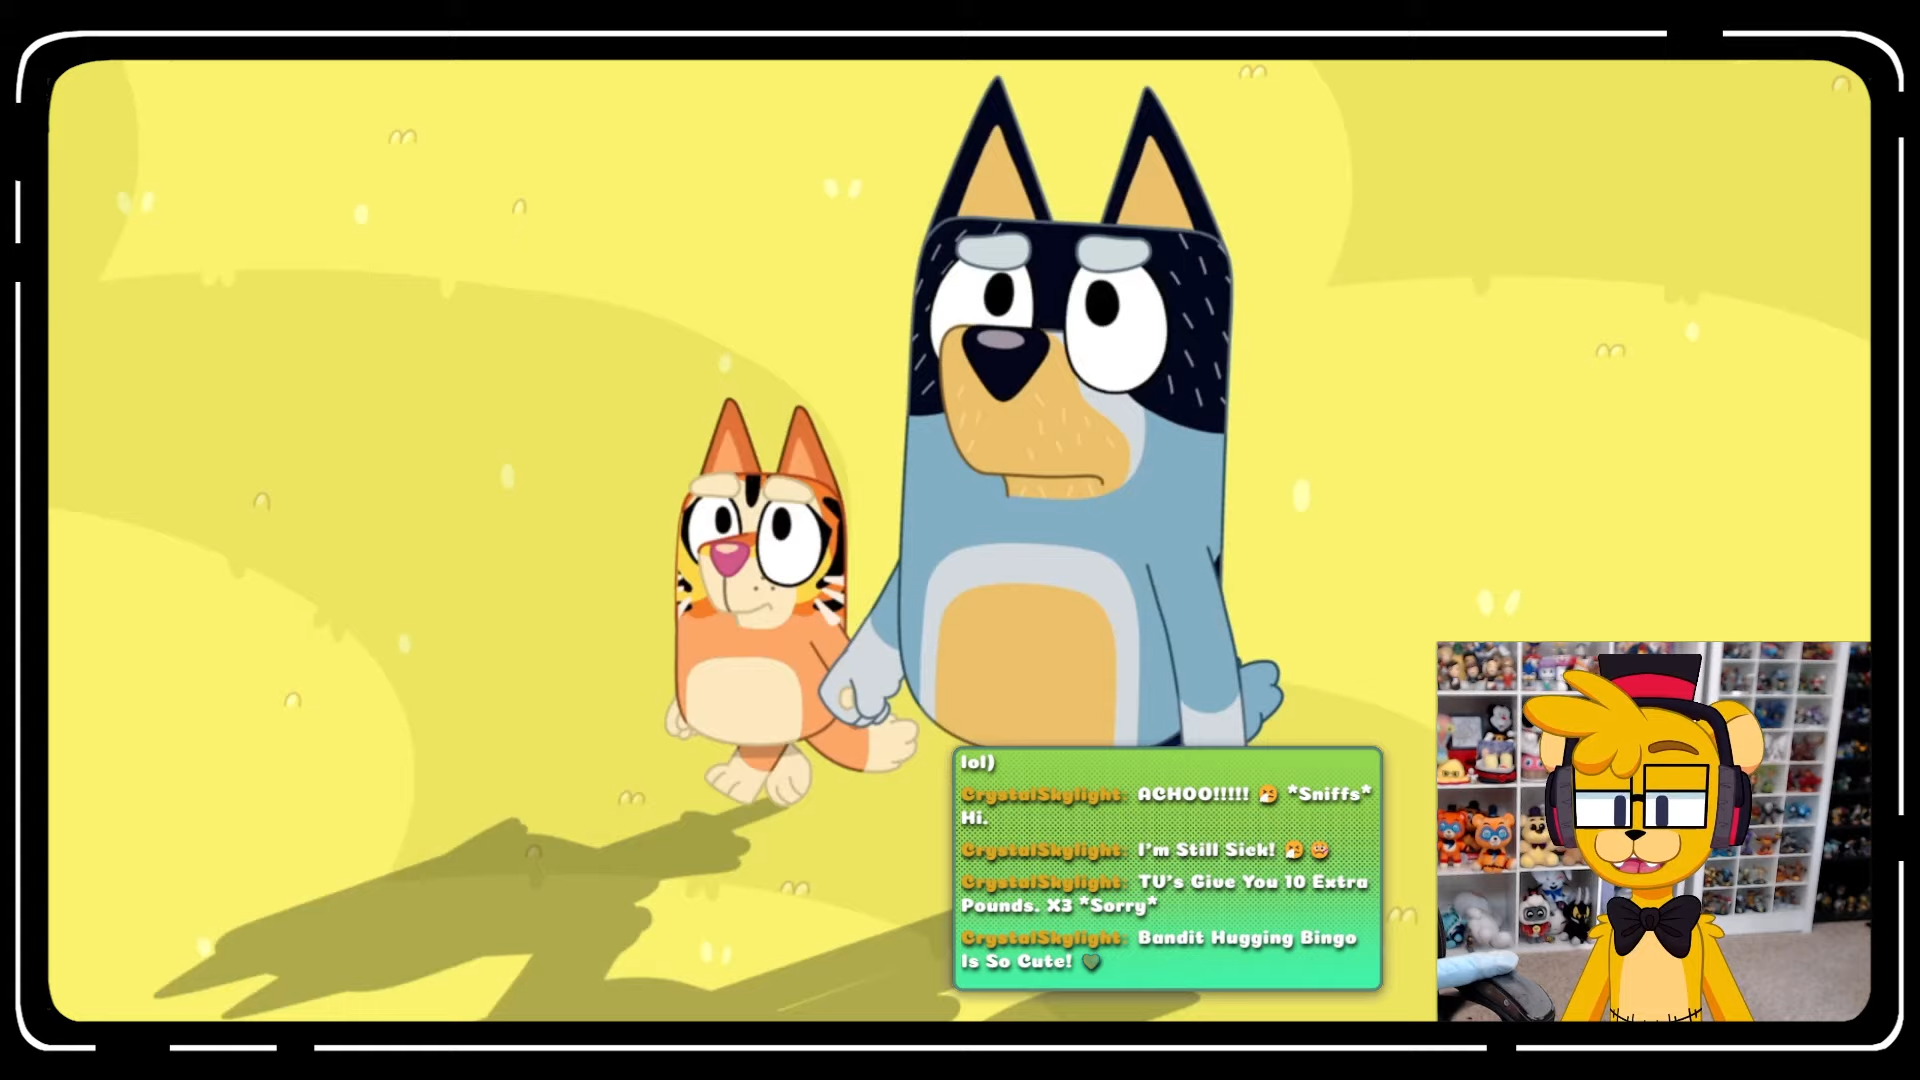 lol)
CrystalSkylight: ACHOO!!!!! 🤧 *Sniffs*
Hi.
CrystalSkylight: I'm Still Sick! 🤧 🤒
CrystalSkylight: TU's Give You 10 Extra
Pounds. X3 *Sorry*
CrystalSkylight: Bandit Hugging Bingo
Is So Cute! 💚